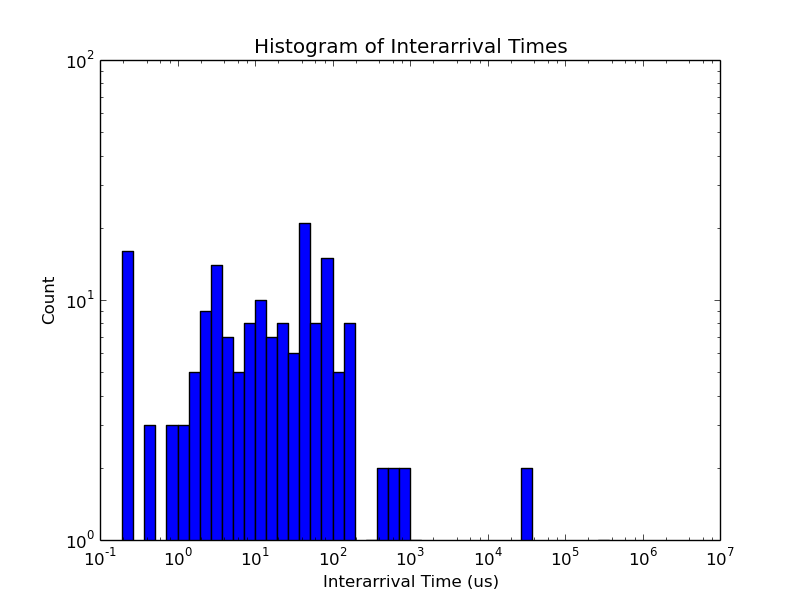 Histogram of Interarrival Times
10^2
10^1
10^0
Count
10^-1 10^0 10^1 10^2 10^3 10^4 10^5 10^6 10^7
Interarrival Time (us)